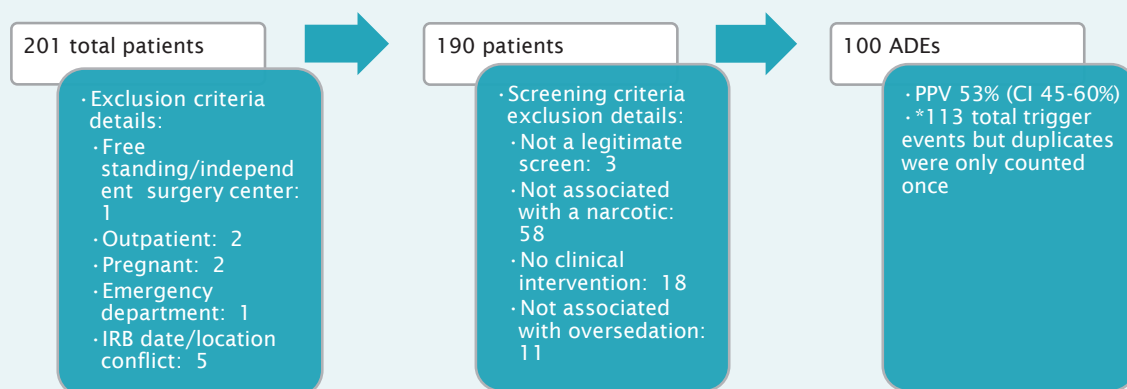 201 total patients
· Exclusion criteria
details:
· Free
standing/independ
ent surgery center:
1
· Outpatient: 2
· Pregnant: 2
· Emergency
department: 1
· IRB date/location
conflict: 5
190 patients
· Screening criteria
exclusion details:
· Not a legitimate
screen: 3
· Not associated
with a narcotic:
58
· No clinical
intervention: 18
· Not associated
with oversedation:
11
100 ADEs
· PPV 53% (CI 45-60%)
· *113 total trigger
events but duplicates
were only counted
once